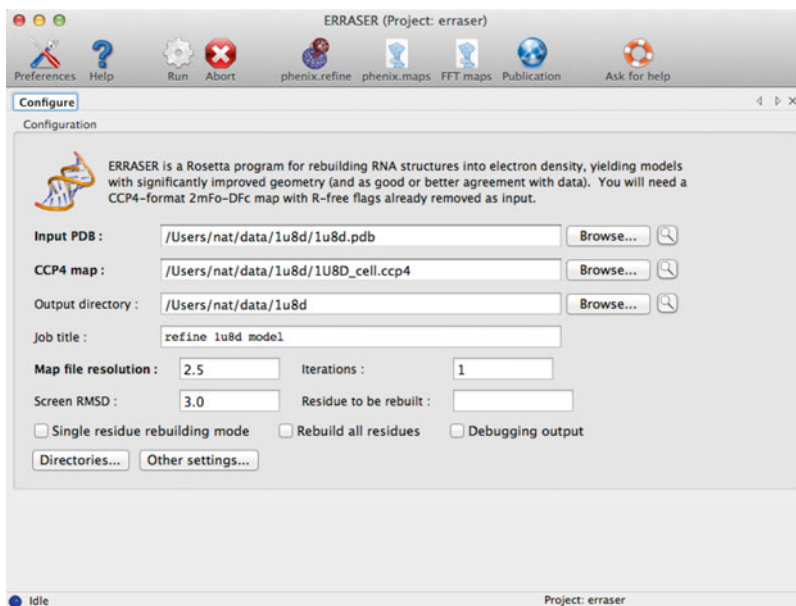 ERRASER (Project: erraser)
Preferences Help Run Abort phenix.refine phenix.maps FFT maps Publication Ask for help
Configure
Configuration
ERRASER is a Rosetta program for rebuilding RNA structures into electron density, yielding models
with significantly improved geometry (and as good or better agreement with data). You will need a
CCP4-format 2mFo-DFc map with R-free flags already removed as input.
Input PDB : /Users/nat/data/1u8d/1u8d.pdb Browse...
CCP4 map : /Users/nat/data/1u8d/1U8D_cell.ccp4 Browse...
Output directory : /Users/nat/data/1u8d Browse...
Job title : refine 1u8d model
Map file resolution : 2.5 Iterations : 1
Screen RMSD : 3.0 Residue to be rebuilt :
Single residue rebuilding mode Rebuild all residues Debugging output
Directories... Other settings...
Idle Project: erraser